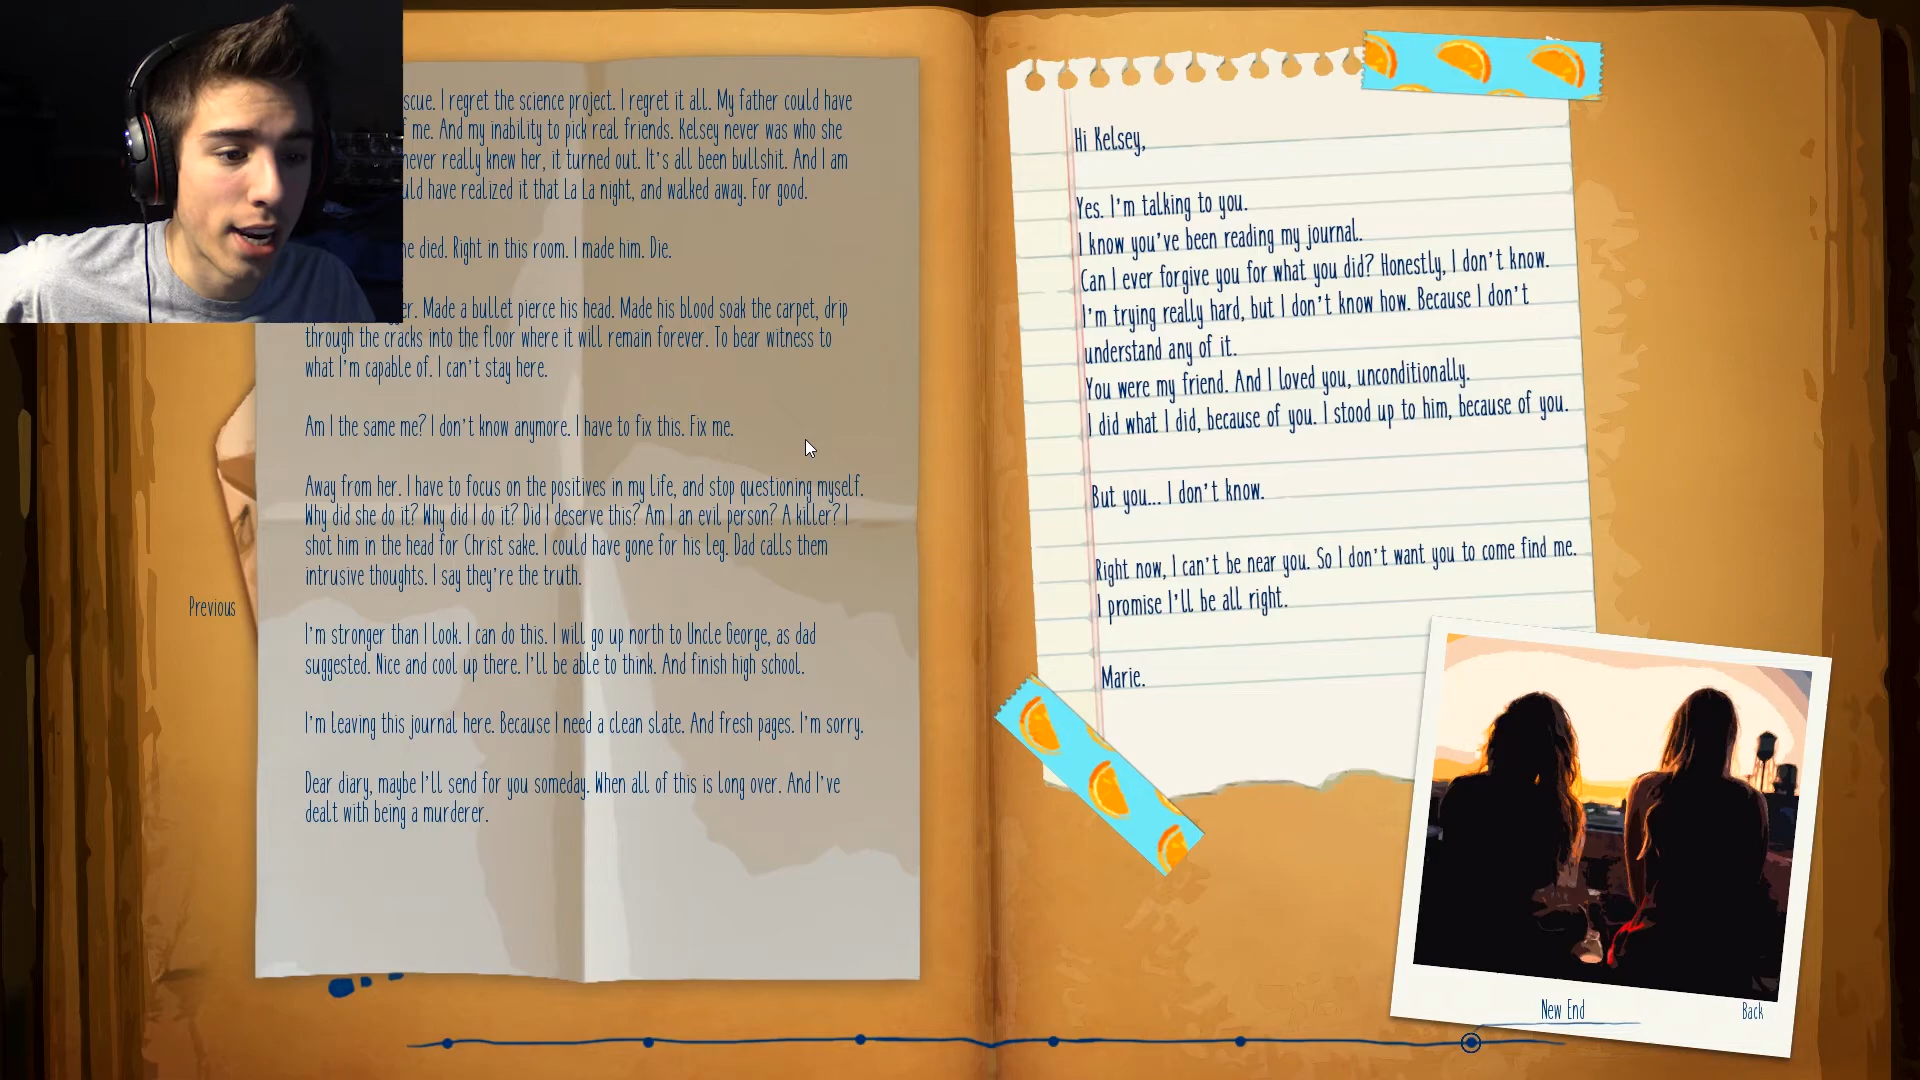 scue. I regret the science project. I regret it all. My father could have
f me. And my inability to pick real friends. Kelsey never was who she
never really knew her, it turned out. It's all been bullshit. And I am
uld have realized it that La La night, and walked away. For good.
he died. Right in this room. I made him. Die.
er. Made a bullet pierce his head. Made his blood soak the carpet, drip
through the cracks into the floor where it will remain forever. To bear witness to
what I'm capable of. I can't stay here.
Am I the same me? I don't know anymore. I have to fix this. Fix me.
Away from her. I have to focus on the positives in my life, and stop questioning myself.
Why did she do it? Why did I do it? Did I deserve this? Am I an evil person? A killer? I
shot him in the head for Christ sake. I could have gone for his leg. Dad calls them
intrusive thoughts. I say they're the truth.
I'm stronger than I look. I can do this. I will go up north to Uncle George, as dad
suggested. Nice and cool up there. I'll be able to think. And finish high school.
I'm leaving this journal here. Because I need a clean slate. And fresh pages. I'm sorry.
Dear diary, maybe I'll send for you someday. When all of this is long over. And I've
dealt with being a murderer.
Previous
Hi Kelsey,
Yes. I'm talking to you.
I know you've been reading my journal.
Can I ever forgive you for what you did? Honestly, I don't know.
I'm trying really hard, but I don't know how. Because I don't
understand any of it.
You were my friend. And I loved you, unconditionally.
I did what I did, because of you. I stood up to him, because of you.
But you... I don't know.
Right now, I can't be near you. So I don't want you to come find me.
I promise I'll be all right.
Marie.
New End
Back